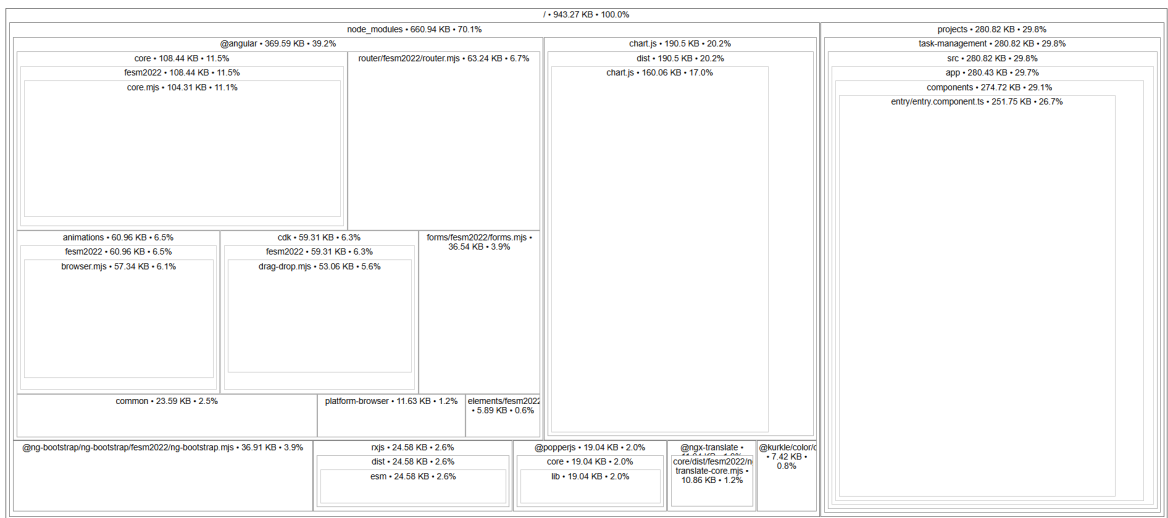 / • 943.27 KB • 100.0%
node_modules • 660.94 KB • 70.1%
@angular • 369.59 KB • 39.2%
core • 108.44 KB • 11.5%
fesm2022 • 108.44 KB • 11.5%
core.mjs • 104.31 KB • 11.1%
router/fesm2022/router.mjs • 63.24 KB • 6.7%
animations • 60.96 KB • 6.5%
fesm2022 • 60.96 KB • 6.5%
browser.mjs • 57.34 KB • 6.1%
cdk • 59.31 KB • 6.3%
fesm2022 • 59.31 KB • 6.3%
drag-drop.mjs • 53.06 KB • 5.6%
forms/fesm2022/forms.mjs •
36.54 KB • 3.9%
common • 23.59 KB • 2.5%
platform-browser • 11.63 KB • 1.2%
elements/fesm2022
• 5.89 KB • 0.6%
chart.js • 190.5 KB • 20.2%
dist • 190.5 KB • 20.2%
chart.js • 160.06 KB • 17.0%
@ng-bootstrap/ng-bootstrap/fesm2022/ng-bootstrap.mjs • 36.91 KB • 3.9%
rxjs • 24.58 KB • 2.6%
dist • 24.58 KB • 2.6%
esm • 24.58 KB • 2.6%
@popperjs • 19.04 KB • 2.0%
core • 19.04 KB • 2.0%
lib • 19.04 KB • 2.0%
@ngx-translate •
core/dist/fesm2022/n
translate-core.mjs •
10.86 KB • 1.2%
@kurkle/color/
• 7.42 KB •
0.8%
projects • 280.82 KB • 29.8%
task-management • 280.82 KB • 29.8%
src • 280.82 KB • 29.8%
app • 280.43 KB • 29.7%
components • 274.72 KB • 29.1%
entry/entry.component.ts • 251.75 KB • 26.7%